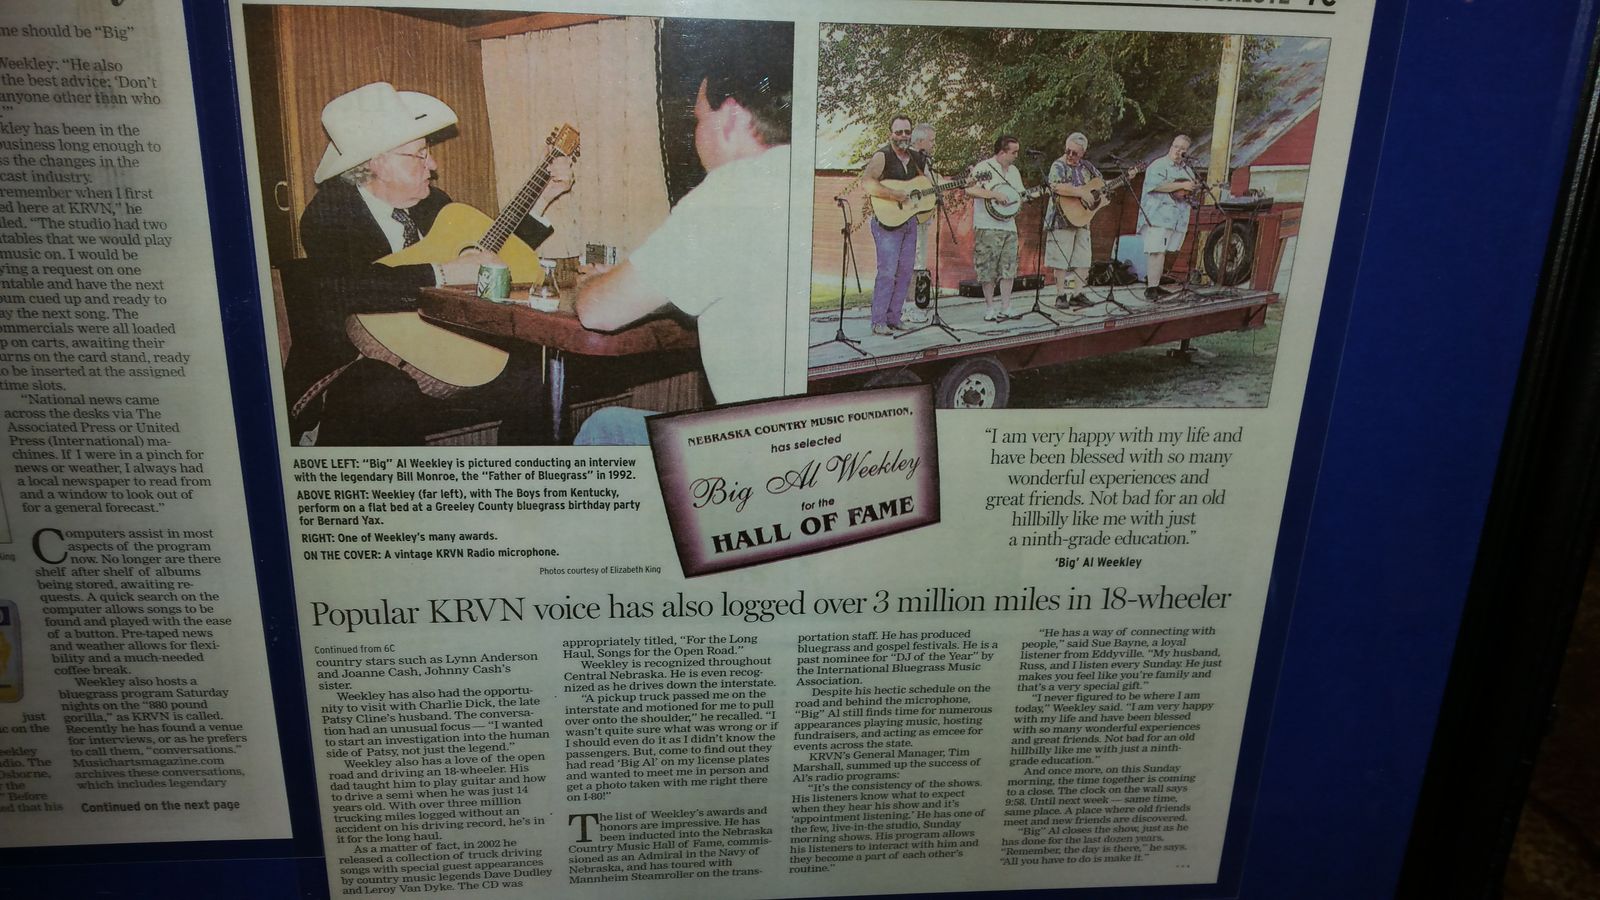 me should be "Big"
Weekley: "He also
the best advice: 'Don't
anyone other than who
kley has been in the
business long enough to
ss the changes in the
cast industry.
remember when I first
ed here at KRVN," he
lled. "The studio had two
ntables that we would play
music on. I would be
ying a request on one
ntable and have the next
bum cued up and ready to
ay the next song. The
ommercials were all loaded
p on carts, awaiting their
urns on the card stand, ready
o be inserted at the assigned
time slots.
"National news came
across the desks via The
Associated Press or United
Press (International) ma-
chines. If I were in a pinch for
news or weather, I always had
a local newspaper to read from
and a window to look out of
for a general forecast."
Computers assist in most
aspects of the program
now. No longer are there
shelf after shelf of albums
being stored, awaiting re-
quests. A quick search on the
computer allows songs to be
found and played with the ease
of a button. Pre-taped news
and weather allows for flexi-
bility and a much-needed
coffee break.
Weekley also hosts a
bluegrass program Saturday
nights on the "880 pound
gorilla," as KRVN is called.
Recently he has found a venue
for interviews, or as he prefers
to call them, "conversations."
Musichartsmagazine.com
archives these conversations,
which includes legendary
Continued on the next page
King
just
ic on the
eekley
dio. The
Osborne,
r the
" Before
ed that his
7C
ABOVE LEFT: "Big" Al Weekley is pictured conducting an interview
with the legendary Bill Monroe, the "Father of Bluegrass" in 1992.
ABOVE RIGHT: Weekley (far left), with The Boys from Kentucky,
perform on a flat bed at a Greeley County bluegrass birthday party
for Bernard Yax.
RIGHT: One of Weekley's many awards.
ON THE COVER: A vintage KRVN Radio microphone.
Photos courtesy of Elizabeth King
NEBRASKA COUNTRY MUSIC FOUNDATION,
has selected
Big Al Weekley
for the
HALL OF FAME
"I am very happy with my life and
have been blessed with so many
wonderful experiences and
great friends. Not bad for an old
hillbilly like me with just
a ninth-grade education."
'Big' Al Weekley
Popular KRVN voice has also logged over 3 million miles in 18-wheeler
Continued from 6C
country stars such as Lynn Anderson
and Joanne Cash, Johnny Cash's
sister.
Weekley has also had the opportu-
nity to visit with Charlie Dick, the late
Patsy Cline's husband. The conversa-
tion had an unusual focus — "I wanted
to start an investigation into the human
side of Patsy, not just the legend."
Weekley also has a love of the open
road and driving an 18-wheeler. His
dad taught him to play guitar and how
to drive a semi when he was just 14
years old. With over three million
trucking miles logged without an
accident on his driving record, he's in
it for the long haul.
As a matter of fact, in 2002 he
released a collection of truck driving
songs with special guest appearances
by country music legends Dave Dudley
and Leroy Van Dyke. The CD was
appropriately titled, "For the Long
Haul, Songs for the Open Road."
Weekley is recognized throughout
Central Nebraska. He is even recog-
nized as he drives down the interstate.
"A pickup truck passed me on the
interstate and motioned for me to pull
over onto the shoulder," he recalled. "I
wasn't quite sure what was wrong or if
I should even do it as I didn't know the
passengers. But, come to find out they
had read 'Big Al' on my license plates
and wanted to meet me in person and
get a photo taken with me right there
on I-80!"
The list of Weekley's awards and
honors are impressive. He has
been inducted into the Nebraska
Country Music Hall of Fame, commis-
sioned as an Admiral in the Navy of
Nebraska, and has toured with
Mannheim Steamroller on the trans-
portation staff. He has produced
bluegrass and gospel festivals. He is a
past nominee for "DJ of the Year" by
the International Bluegrass Music
Association.
Despite his hectic schedule on the
road and behind the microphone,
"Big" Al still finds time for numerous
appearances playing music, hosting
fundraisers, and acting as emcee for
events across the state.
KRVN's General Manager, Tim
Marshall, summed up the success of
Al's radio programs:
"It's the consistency of the shows.
His listeners know what to expect
when they hear his show and it's
'appointment listening.' He has one of
the few, live-in-the studio, Sunday
morning shows. His program allows
his listeners to interact with him and
they become a part of each other's
routine."
"He has a way of connecting with
people," said Sue Bayne, a loyal
listener from Eddyville. "My husband,
Russ, and I listen every Sunday. He just
makes you feel like you're family and
that's a very special gift."
"I never figured to be where I am
today," Weekley said. "I am very happy
with my life and have been blessed
with so many wonderful experiences
and great friends. Not bad for an old
hillbilly like me with just a ninth-
grade education."
And once more, on this Sunday
morning, the time together is coming
to a close. The clock on the wall says
9:58. Until next week — same time,
same place. A place where old friends
meet and new friends are discovered.
"Big" Al closes the show, just as he
has done for the last dozen years.
"Remember, the day is there," he says.
"All you have to do is make it."